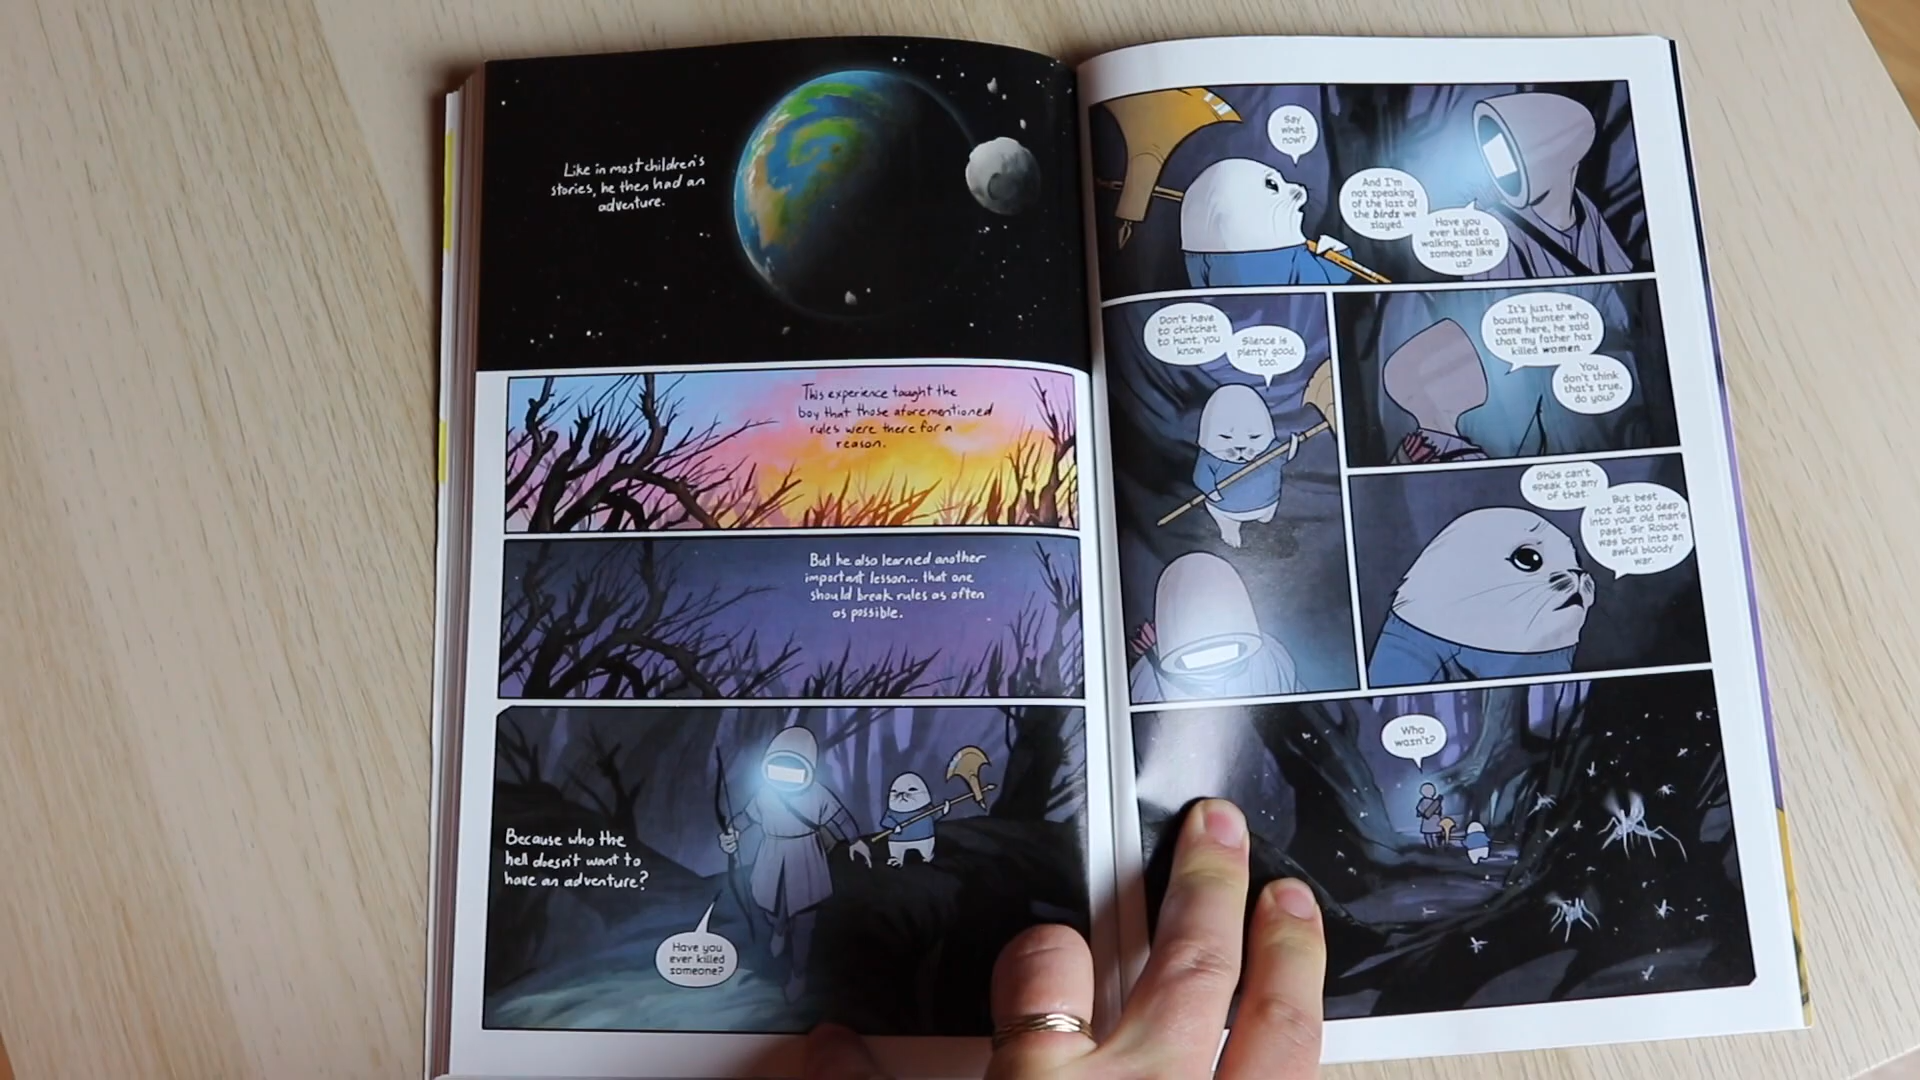 Like in most children's
stories, he then had an
adventure.
This experience taught the
boy that those aforementioned
rules were there for a
reason.
But he also learned another
important lesson... that one
should break rules as often
as possible.
Because who the
hell doesn't want to
have an adventure?
Have you
ever killed
someone?
Say
what
now?
And I'm
not speaking
of the last of
the birds we
slayed.
Have you
ever killed a
walking, talking
someone like
us?
Don't have
to chitchat
to hunt, you
know.
Silence is
plenty good,
too.
It's just, the
bounty hunter who
came here, he said
that my father has
killed women.
You
don't think
that's true,
do you?
Ghüs can't
speak to any
of that.
But best
not dig too deep
into your old man's
past. Sir Robot
was born into an
awful bloody
war.
Who
wasn't?